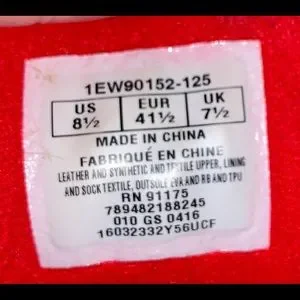 1EW90152-125
US EUR UK
8½ 41½ 7½
MADE IN CHINA
FABRIQUÉ EN CHINE
LEATHER AND SYNTHETIC AND TEXTILE UPPER, LINING
AND SOCK TEXTILE, OUTSOLE EVA AND RB AND TPU
RN 91175
789482188245
010 GS 0416
16032332Y56UCF